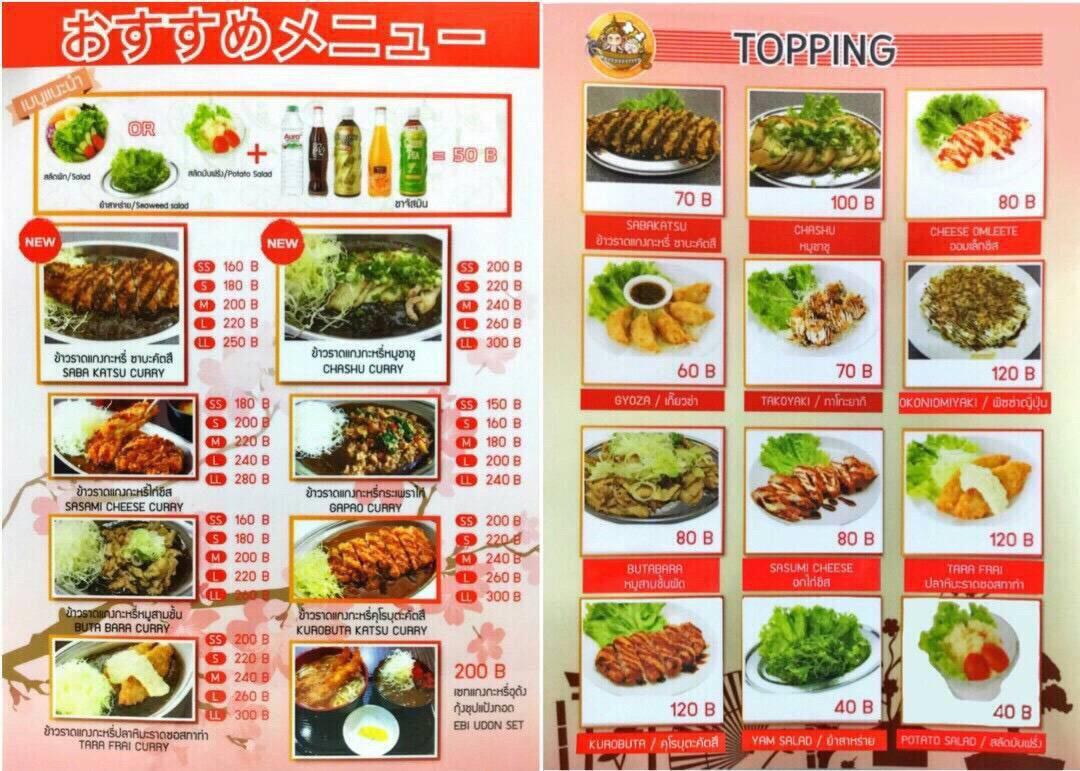 おすすめメニュー
เมนูแนะนำ
OR
+
= 50 B
สลัดผัก/Salad
สลัดมันฝรั่ง/Potato Salad
ยำสาหร่าย/Seaweed salad
ชาจัสมิน
NEW
SS 160 B
S 180 B
M 200 B
L 220 B
LL 250 B
ข้าวราดแกงกะหรี่ ซาบะคัตสึ
SABA KATSU CURRY
NEW
SS 200 B
S 220 B
M 240 B
L 260 B
LL 300 B
ข้าวราดแกงกะหรี่หมูชาชู
CHASHU CURRY
SS 180 B
S 200 B
M 220 B
L 240 B
LL 280 B
ข้าวราดแกงกะหรี่ไก่ชีส
SASAMI CHEESE CURRY
SS 150 B
S 160 B
M 180 B
L 200 B
LL 240 B
ข้าวราดแกงกะหรี่กระเพราไก่
GAPAO CURRY
SS 160 B
S 180 B
M 200 B
L 220 B
LL 260 B
ข้าวราดแกงกะหรี่หมูสามชั้น
BUTA BARA CURRY
SS 200 B
S 220 B
M 240 B
L 260 B
LL 300 B
ข้าวราดแกงกะหรี่คุโรบุตะคัตสึ
KUROBUTA KATSU CURRY
SS 200 B
S 220 B
M 240 B
L 260 B
LL 300 B
ข้าวราดแกงกะหรี่ปลาหิมะราดซอสทาท่า
TARA FRAI CURRY
200 B
เซทแกงกะหรี่อุด้ง
กุ้งชุบแป้งทอด
EBI UDON SET
TOPPING
70 B
SABAKATSU
ข้าวราดแกงกะหรี่ ซาบะคัตสึ
100 B
CHASHU
หมูชาชู
80 B
CHEESE OMLEETE
ออมเล็ทชีส
60 B
GYOZA / เกี๊ยวซ่า
70 B
TAKOYAKI / ทาโกะยากิ
120 B
OKONIOMIYAKI / พิซซ่าญี่ปุ่น
80 B
BUTABARA
หมูสามชั้นผัด
80 B
SASUMI CHEESE
อกไก่ชีส
120 B
TARA FRAI
ปลาหิมะราดซอสทาท่า
120 B
KUROBUTA / คุโรบุตะคัตสึ
40 B
YAM SALAD / ยำสาหร่าย
40 B
POTATO SALAD / สลัดมันฝรั่ง